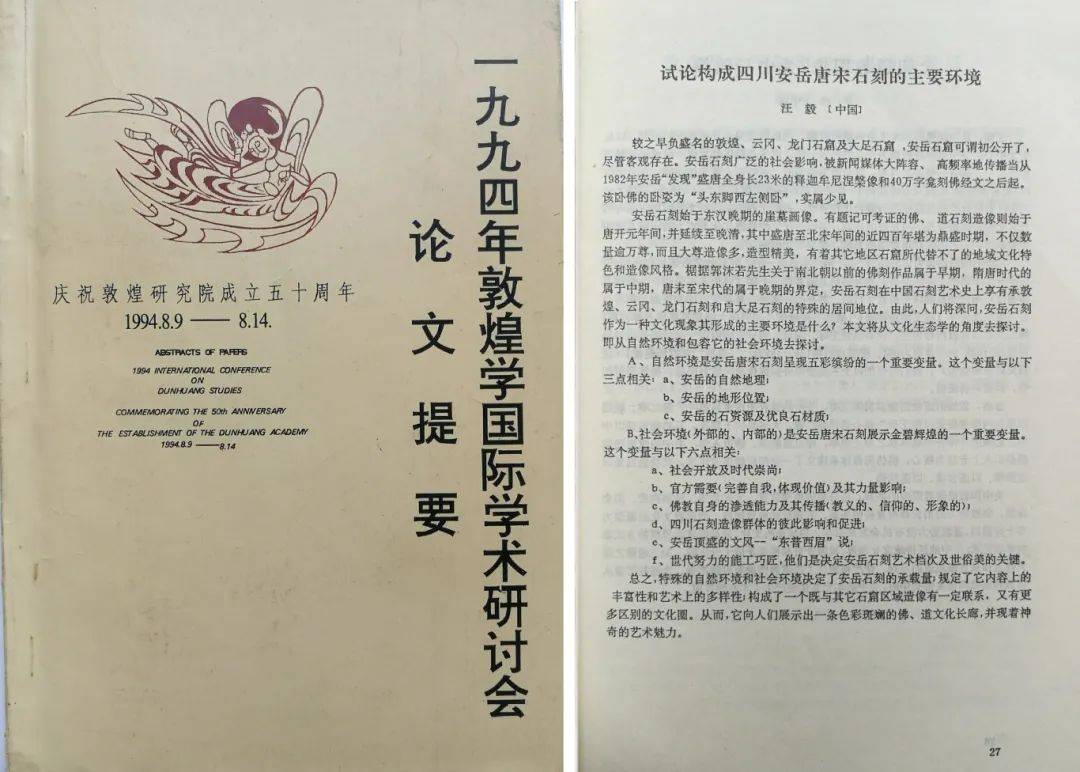 一九九四年敦煌学国际学术研讨会
论文提要
庆祝敦煌研究院成立五十周年
1994.8.9 —— 8.14.
ABSTRACTS OF PAPERS
1994 INTERNATIONAL CONFERENCE
ON
DUNHUANG STUDIES
COMMEMORATING THE 50th ANNIVERSARY
OF
THE ESTABLISHMENT OF THE DUNHUANG ACADEMY
1994.8.9 ——8.14
试论构成四川安岳唐宋石刻的主要环境
汪 毅 〔中国〕
较之早负盛名的敦煌、云冈、龙门石窟及大足石窟,安岳石窟可谓初公开了,
尽管客观存在。安岳石刻广泛的社会影响,被新闻媒体大阵容、高频率地传播当从
1982年安岳“发现”盛唐全身长23米的释迦牟尼涅槃像和40万字龛刻佛经文之后起。
该卧佛的卧姿为“头东脚西左侧卧”,实属少见。
安岳石刻始于东汉晚期的崖墓画像。有题记可考证的佛、道石刻造像则始于
唐开元年间,并延续至晚清,其中盛唐至北宋年间的近四百年堪为鼎盛时期,不仅数
量逾万尊,而且大尊造像多,造型精美,有着其它地区石窟所代替不了的地域文化特
色和造像风格。椐据郭沫若先生关于南北朝以前的佛刻作品属于早期,隋唐时代的
属于中期,唐末至宋代的属于晚期的界定,安岳石刻在中国石刻艺术史上享有承敦
煌、云冈、龙门石刻和启大足石刻的特殊的居间地位。由此,人们将深问,安岳石刻
作为一种文化现象其形成的主要环境是什么?本文将从文化生态学的角度去探讨。
即从自然环境和包容它的社会环境去探讨。
A、自然环境是安岳唐宋石刻呈现五彩缤纷的一个重要变量。这个变量与以下
三点相关:a、安岳的自然地理;
b、安岳的地形位置;
c、安岳的石资源及优良石材质;
B、社会环境(外部的、内部的)是安岳唐宋石刻展示金碧辉煌的一个重要变量。
这个变量与以下六点相关:
a、社会开放及时代崇尚;
b、官方需要(完善自我,体现价值)及其力量影响;
c、佛教自身的渗透能力及其传播(教义的、信仰的、形象的);
d、四川石刻造像群体的彼此影响和促进;
e、安岳顶盛的文风--“东普西眉”说;
f、世代努力的能工巧匠,他们是决定安岳石刻艺术档次及世俗美的关键。
总之,特殊的自然环境和社会环境决定了安岳石刻的承载量;规定了它内容上的
丰富性和艺术上的多样性;构成了一个既与其它石窟区域造像有一定联系,又有更
多区别的文化圈。从而,它向人们展示出一条色彩斑斓的佛、道文化长廊,并现着神
奇的艺术魅力。
27